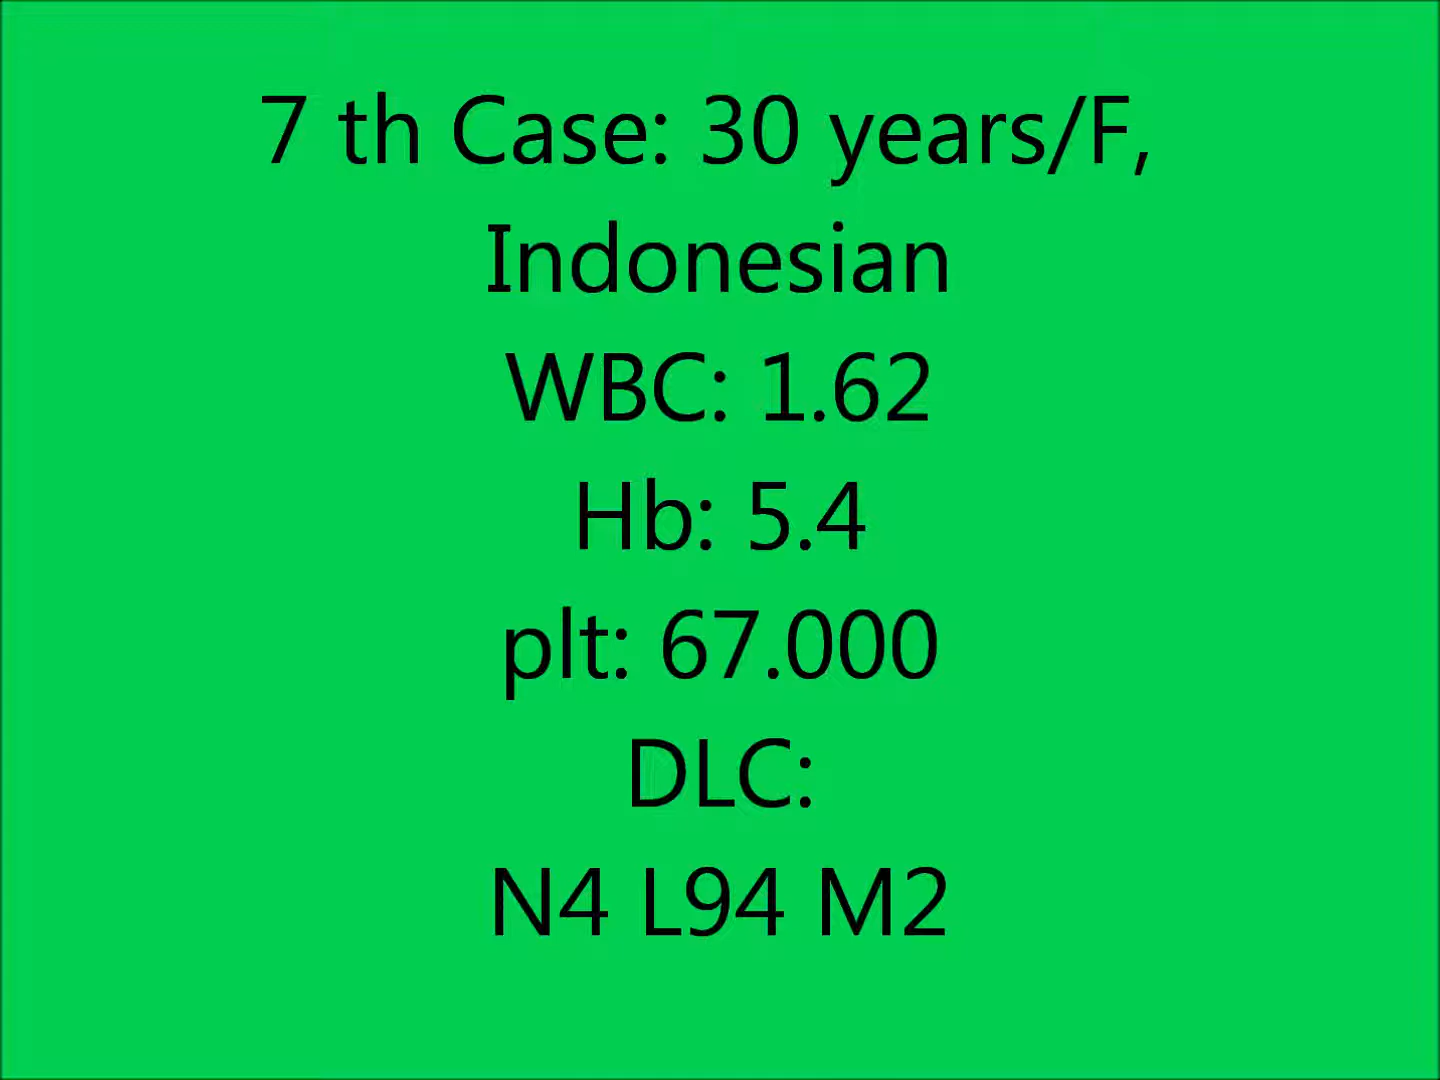 7 th Case: 30 years/F,
Indonesian
WBC: 1.62
Hb: 5.4
plt: 67.000
DLC:
N4 L94 M2